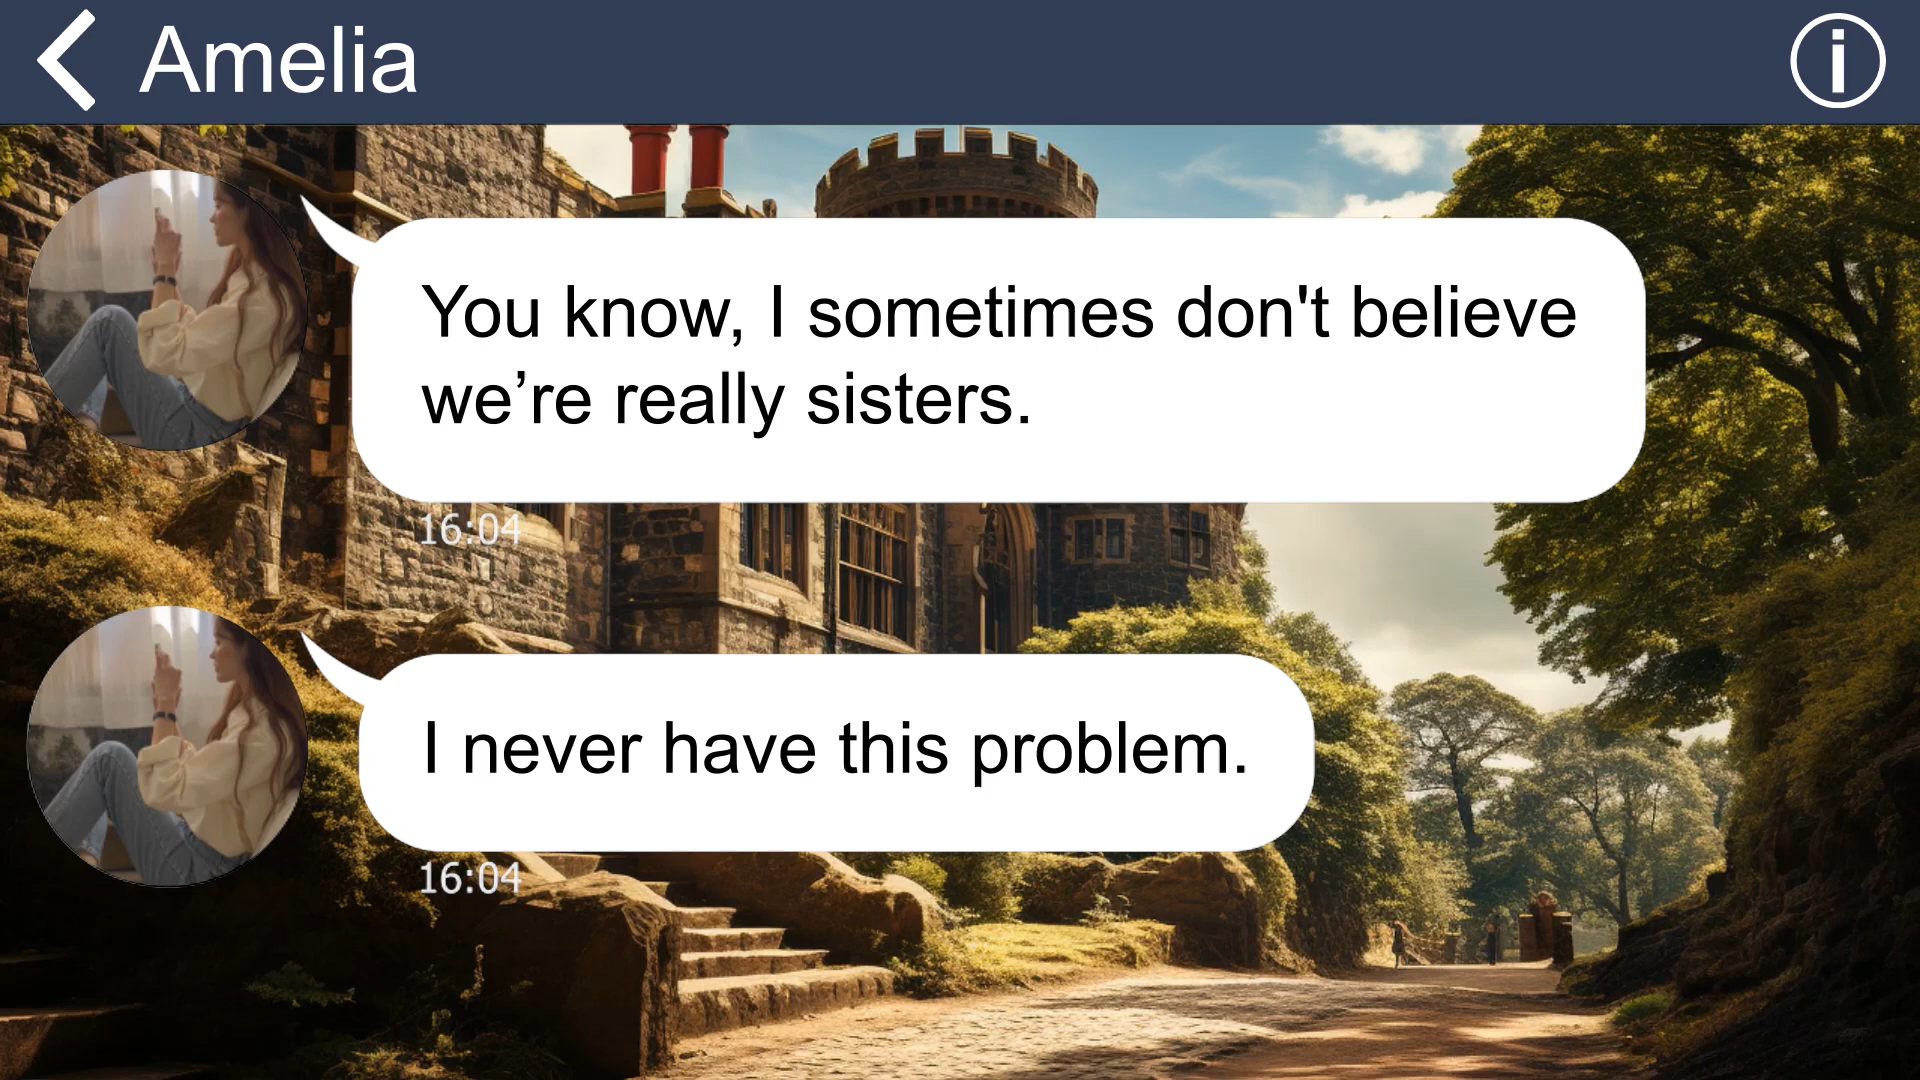 Amelia
You know, I sometimes don't believe
we’re really sisters.
16:04
I never have this problem.
16:04